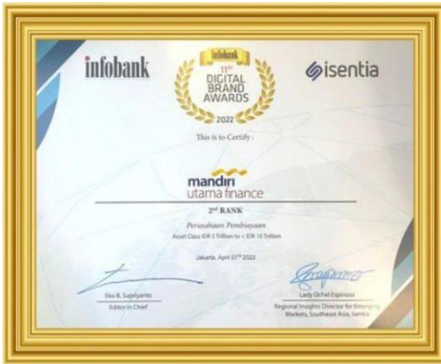 infobank
isentia
infobank
11th
DIGITAL
BRAND
AWARDS
2022
This is to Certify :
mandiri
utama finance
2nd RANK
Perusahaan Pembiayaan
Asset Class IDR 5 Trillion to < IDR 10 Trillion
Jakarta, April 07th 2022
Eko B. Supriyanto
Editor in Chief
Lady Ochel Espinosa
Regional Insights Director for Emerging
Markets, Southeast Asia, Isentia